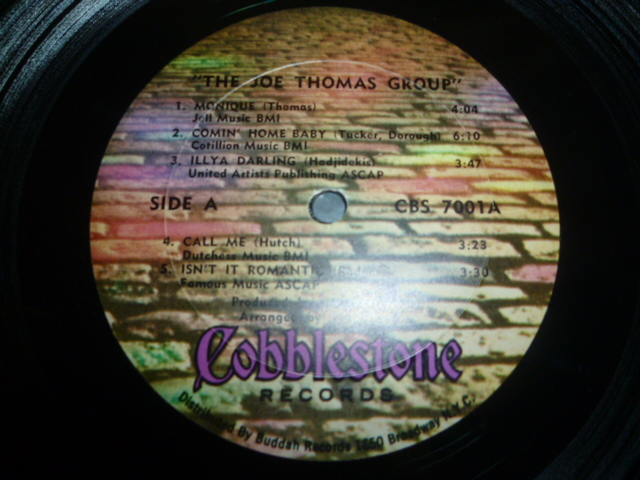 "THE JOE THOMAS GROUP"
1. MONIQUE (Thomas) 4:04
Jell Music BMI
2. COMIN' HOME BABY (Tucker, Dorough) 6:10
Cotillion Music BMI
3. ILLYA DARLING (Hadjidakis) 3:47
United Artists Publishing ASCAP
SIDE A CBS 7001A
4. CALL ME (Hutch) 3:23
Dutchess Music BMI
5. ISN'T IT ROMANTIC 3:30
Famous Music ASCAP
Produced
Arranged by
Cobblestone
RECORDS
Distributed By Buddah Records 1650 Broadway N.Y.C.